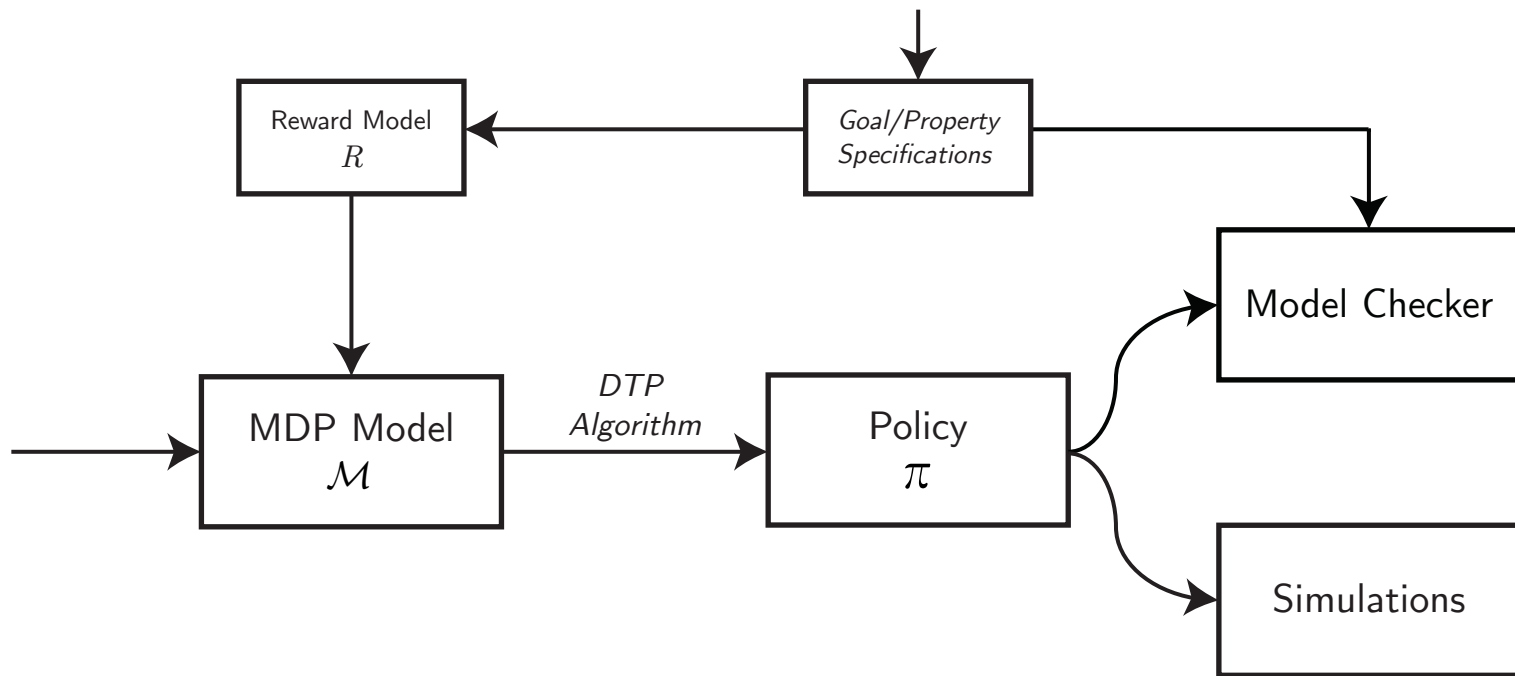 Reward Model
R
Goal/Property
Specifications
Model Checker
MDP Model
ℳ
DTP
Algorithm
Policy
π
Simulations